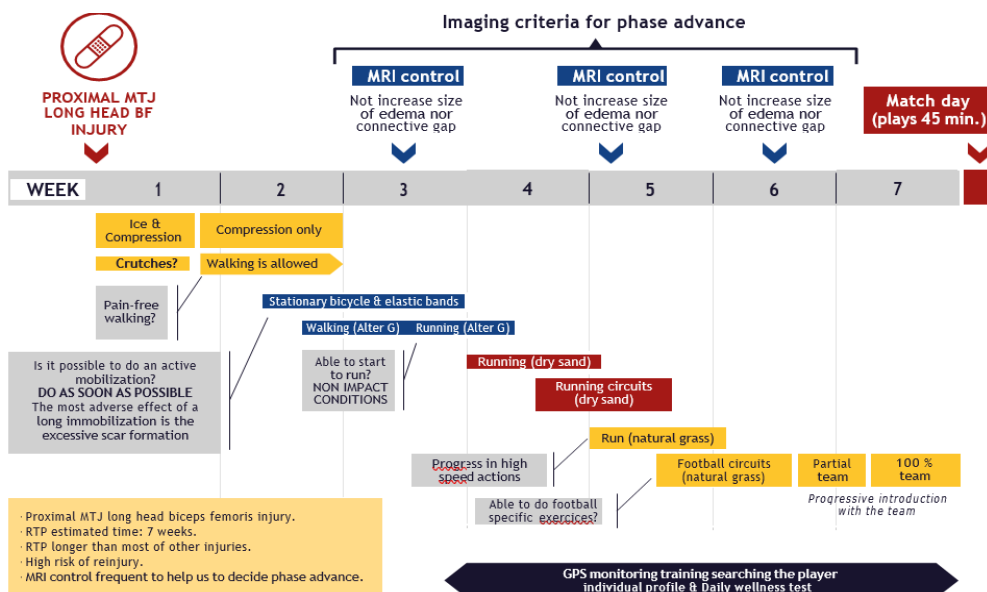 Imaging criteria for phase advance
PROXIMAL MTJ
LONG HEAD BF
INJURY
MRI control
Not increase size
of edema nor
connective gap
MRI control
Not increase size
of edema nor
connective gap
MRI control
Not increase size
of edema nor
connective gap
Match day
(plays 45 min.)
WEEK 1 2 3 4 5 6 7
Ice &
Compression
Compression only
Crutches?
Walking is allowed
Pain-free
walking?
Stationary bicycle & elastic bands
Walking (Alter G) Running (Alter G)
Is it possible to do an active
mobilization?
DO AS SOON AS POSSIBLE
The most adverse effect of a
long immobilization is the
excessive scar formation
Able to start
to run?
NON IMPACT
CONDITIONS
Running (dry sand)
Running circuits
(dry sand)
Run (natural grass)
Progress in high
speed actions
Football circuits
(natural grass)
Partial
team
100 %
team
Progressive introduction
with the team
Able to do football
specific exercices?
· Proximal MTJ long head biceps femoris injury.
· RTP estimated time: 7 weeks.
· RTP longer than most of other injuries.
· High risk of reinjury.
· MRI control frequent to help us to decide phase advance.
GPS monitoring training searching the player
individual profile & Daily wellness test